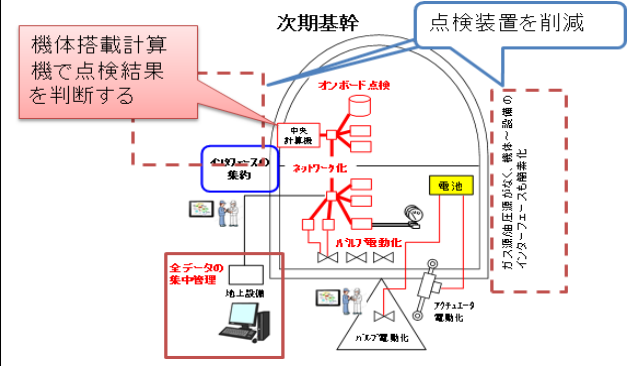 次期基幹
点検装置を削減
機体搭載計算
機で点検結果
を判断する
オンボード点検
中央
計算機
インタフェースの
集約
ネットワーク化
電池
バルブ電動化
ガス源/油圧源がなく、機体～設備の
インターフェースも簡素化
全データの
集中管理
地上設備
アクチュエータ
電動化
バルブ電動化